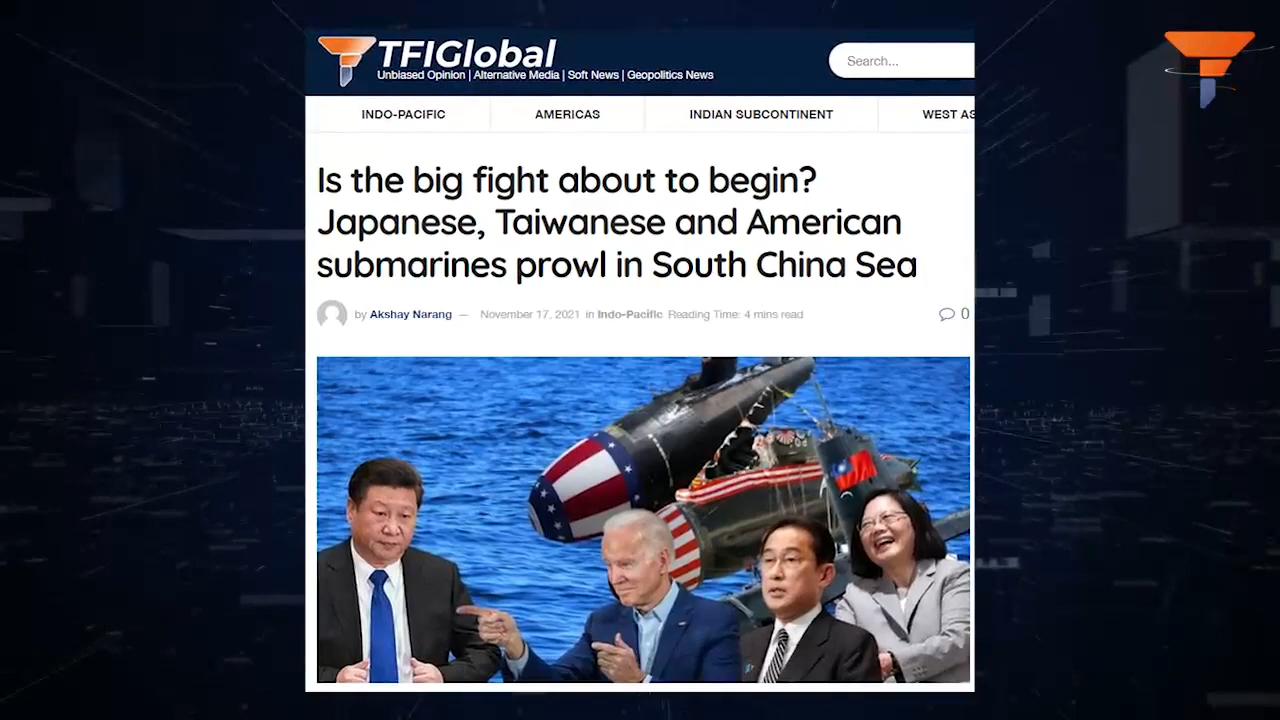 TFIGlobal
Unbiased Opinion | Alternative Media | Soft News | Geopolitics News
Search...
INDO-PACIFIC
AMERICAS
INDIAN SUBCONTINENT
WEST AS
Is the big fight about to begin?
Japanese, Taiwanese and American
submarines prowl in South China Sea
by Akshay Narang — November 17, 2021 in Indo-Pacific Reading Time: 4 mins read
0